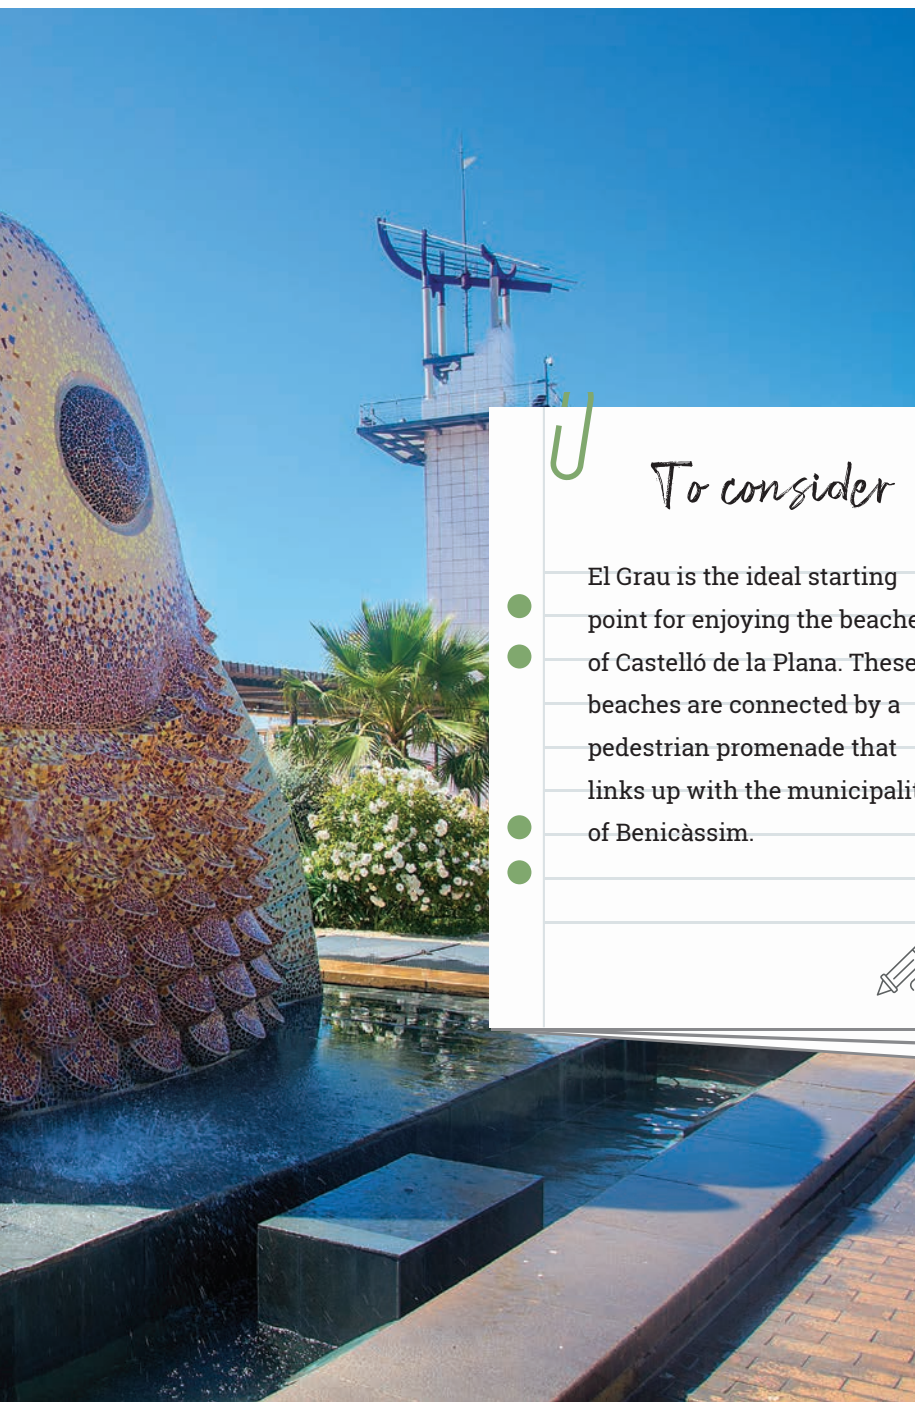 To consider
El Grau is the ideal starting
point for enjoying the beache
of Castelló de la Plana. These
beaches are connected by a
pedestrian promenade that
links up with the municipalit
of Benicàssim.